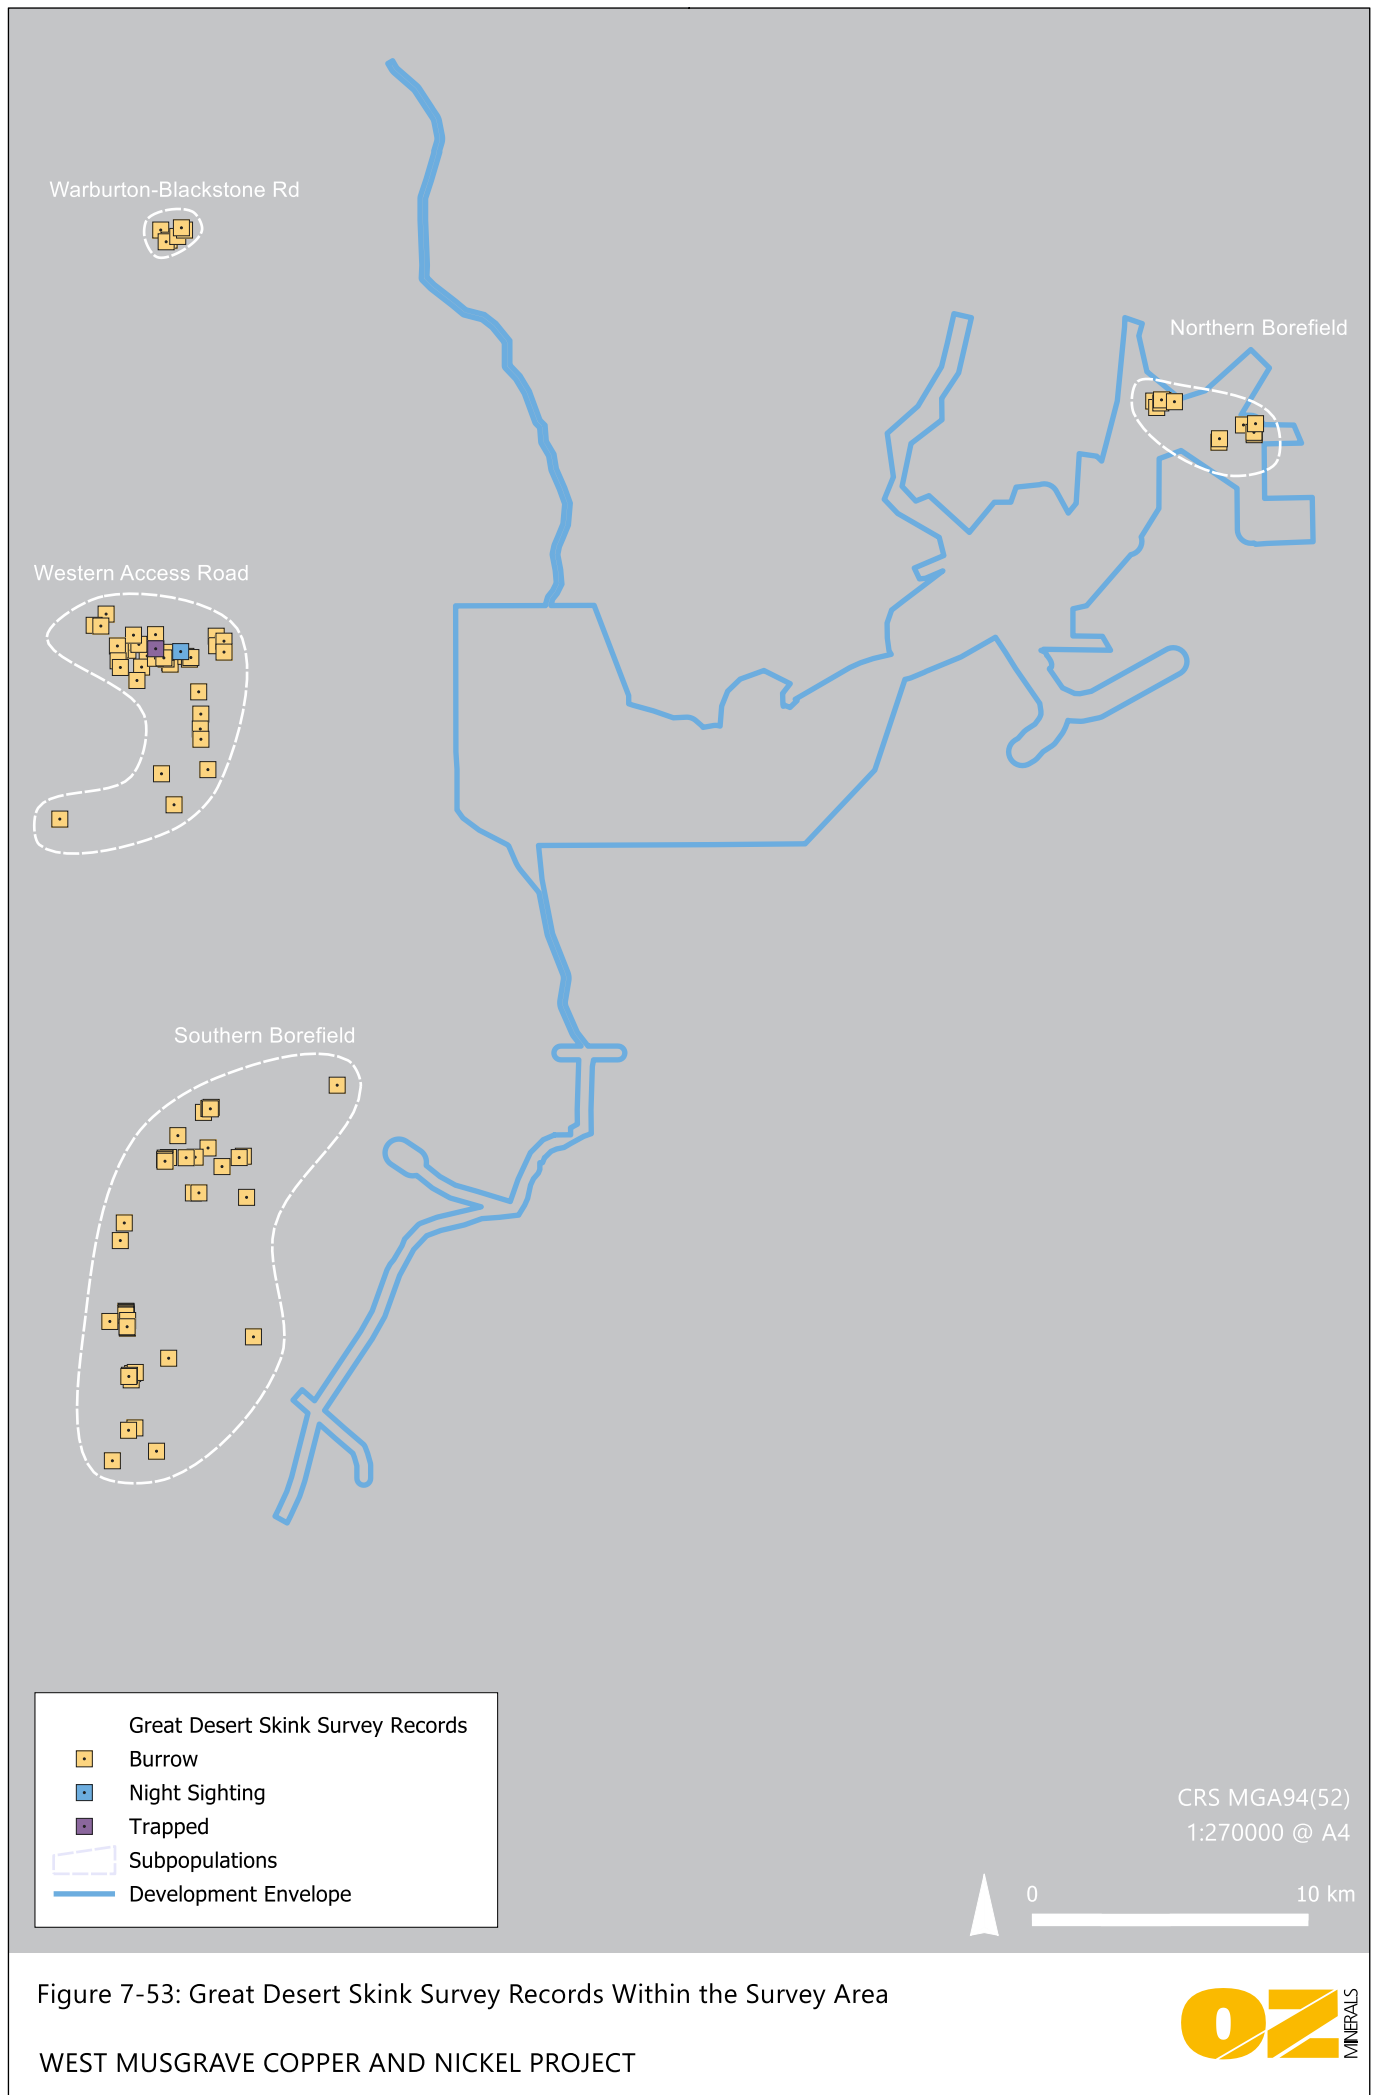 Warburton-Blackstone Rd
Northern Borefield
Western Access Road
Southern Borefield
Great Desert Skink Survey Records
Burrow
Night Sighting
Trapped
Subpopulations
Development Envelope
CRS MGA94(52)
1:270000 @ A4
0 10 km
Figure 7-53: Great Desert Skink Survey Records Within the Survey Area
WEST MUSGRAVE COPPER AND NICKEL PROJECT
OZ
MINERALS